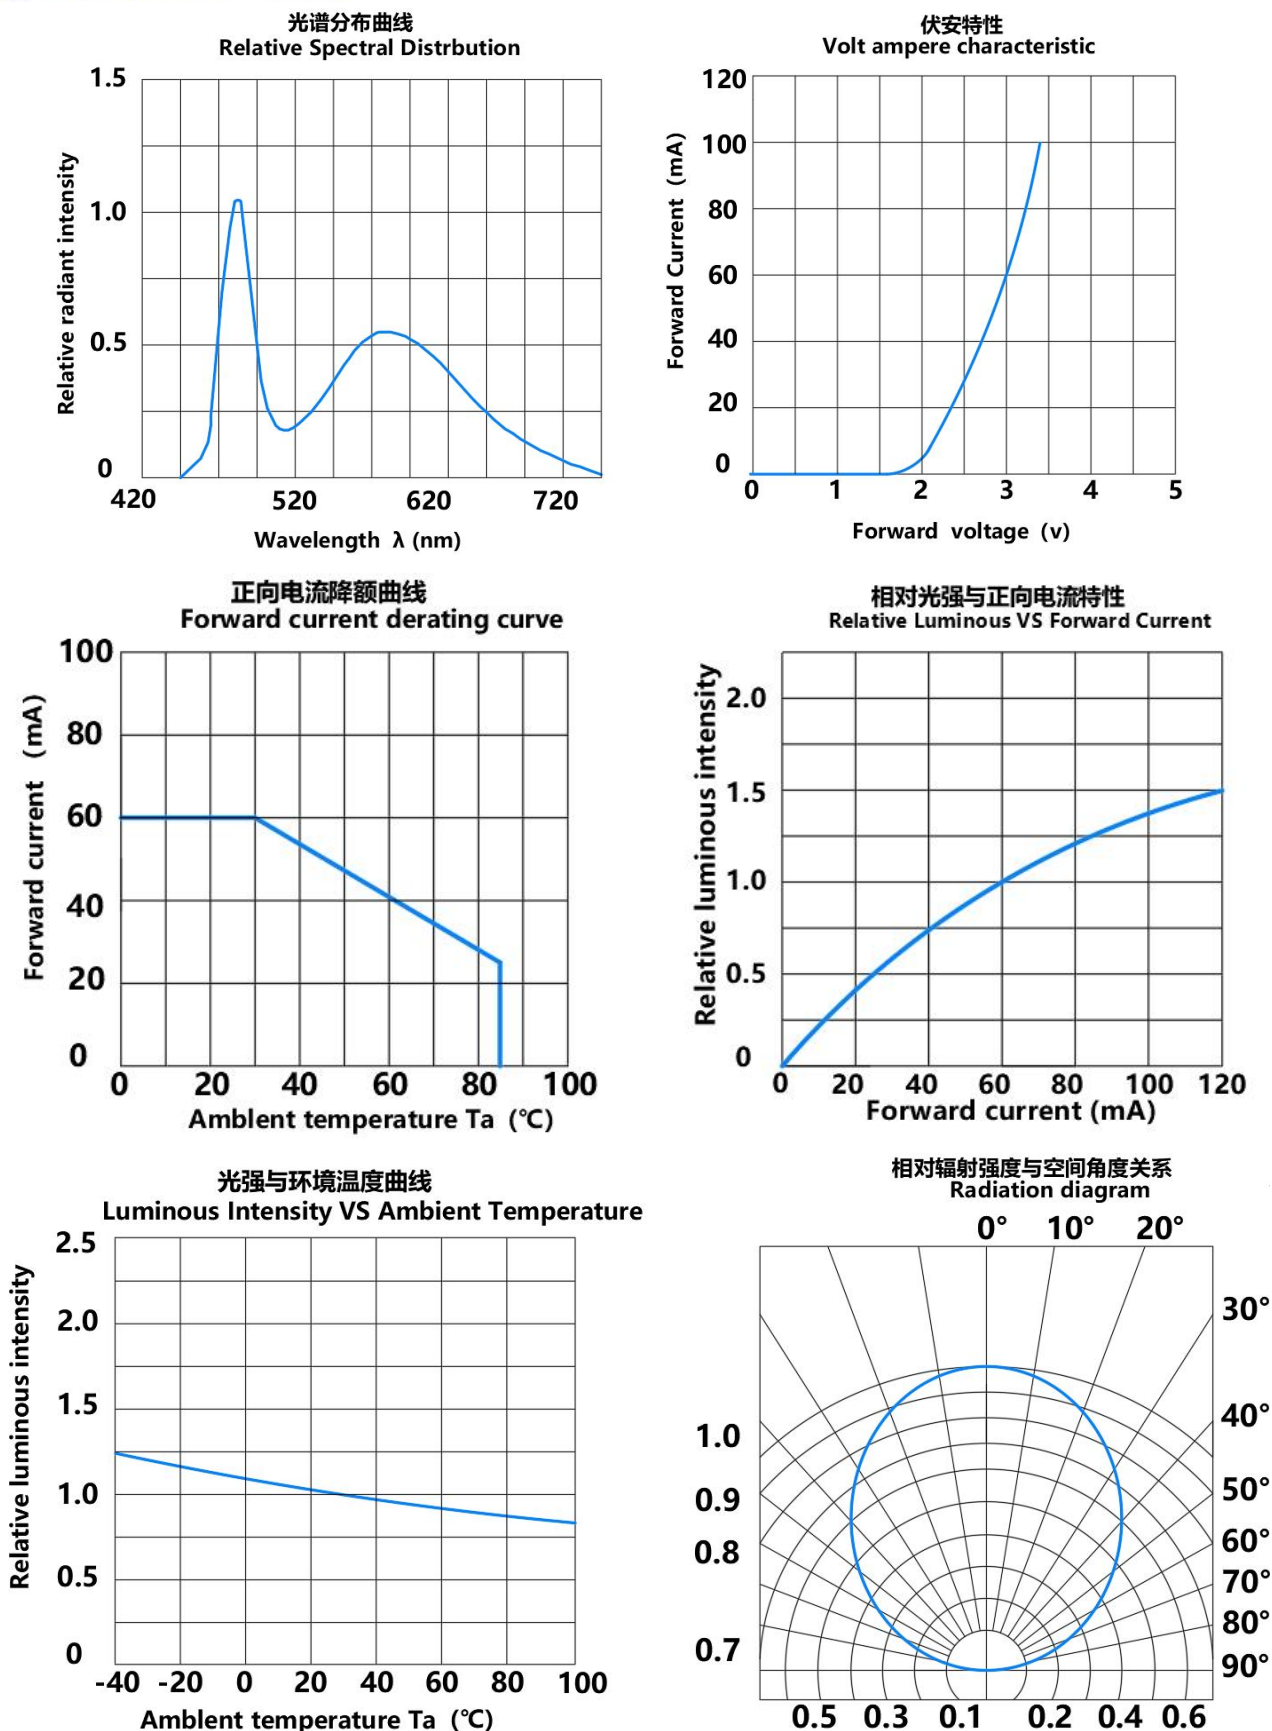 光谱分布曲线
Relative Spectral Distrbution
1.5
1.0
0.5
0
Relative radiant intensity
420 520 620 720
Wavelength λ (nm)
伏安特性
Volt ampere characteristic
120
100
80
60
40
20
0
Forward Current (mA)
0 1 2 3 4 5
Forward voltage (v)
正向电流降额曲线
Forward current derating curve
100
80
60
40
20
0
Forward current (mA)
0 20 40 60 80 100
Amblent temperature Ta (℃)
相对光强与正向电流特性
Relative Luminous VS Forward Current
2.0
1.5
1.0
0.5
0
Relative luminous intensity
0 20 40 60 80 100 120
Forward current (mA)
光强与环境温度曲线
Luminous Intensity VS Ambient Temperature
2.5
2.0
1.5
1.0
0.5
0
Relative luminous intensity
-40 -20 0 20 40 60 80 100
Amblent temperature Ta (℃)
相对辐射强度与空间角度关系
Radiation diagram
0° 10° 20°
30°
40°
50°
60°
70°
80°
90°
1.0
0.9
0.8
0.7
0.5 0.3 0.1 0.2 0.4 0.6